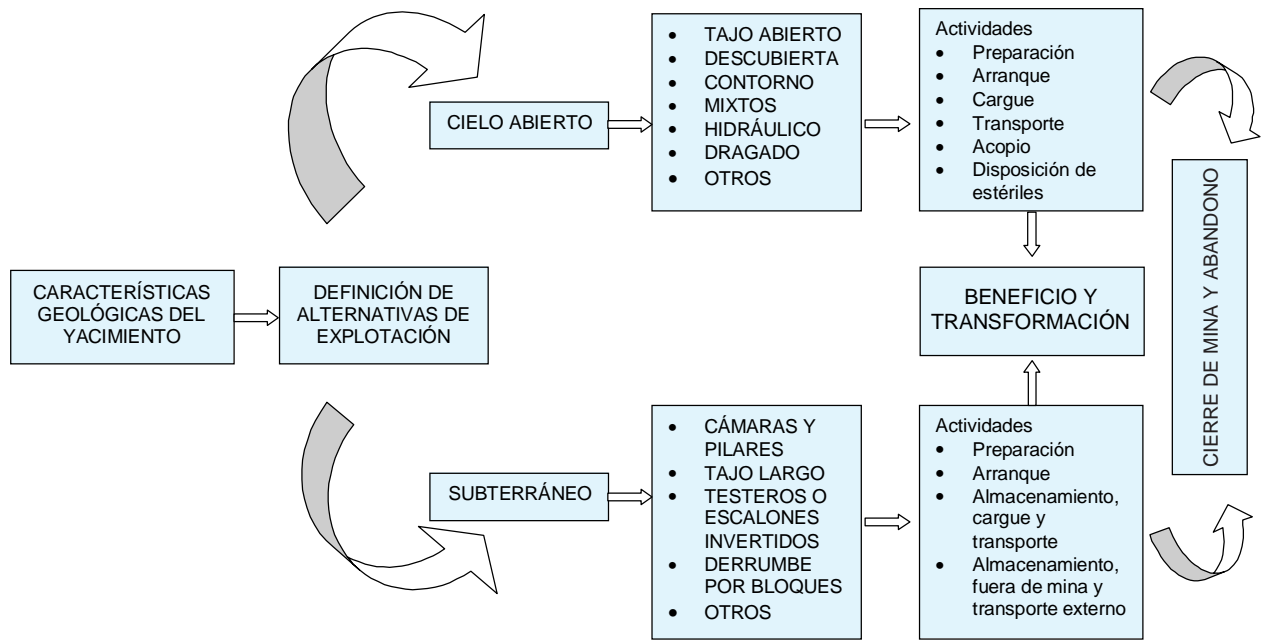 CARACTERÍSTICAS
GEOLÓGICAS DEL
YACIMIENTO
DEFINICIÓN DE
ALTERNATIVAS DE
EXPLOTACIÓN
CIELO ABIERTO
• TAJO ABIERTO
• DESCUBIERTA
• CONTORNO
• MIXTOS
• HIDRÁULICO
• DRAGADO
• OTROS
Actividades
• Preparación
• Arranque
• Cargue
• Transporte
• Acopio
• Disposición de
estériles
SUBTERRÁNEO
• CÁMARAS Y
PILARES
• TAJO LARGO
• TESTEROS O
ESCALONES
INVERTIDOS
• DERRUMBE
POR BLOQUES
• OTROS
Actividades
• Preparación
• Arranque
• Almacenamiento,
cargue y
transporte
• Almacenamiento,
fuera de mina y
transporte externo
BENEFICIO Y
TRANSFORMACIÓN
CIERRE DE MINA Y ABANDONO